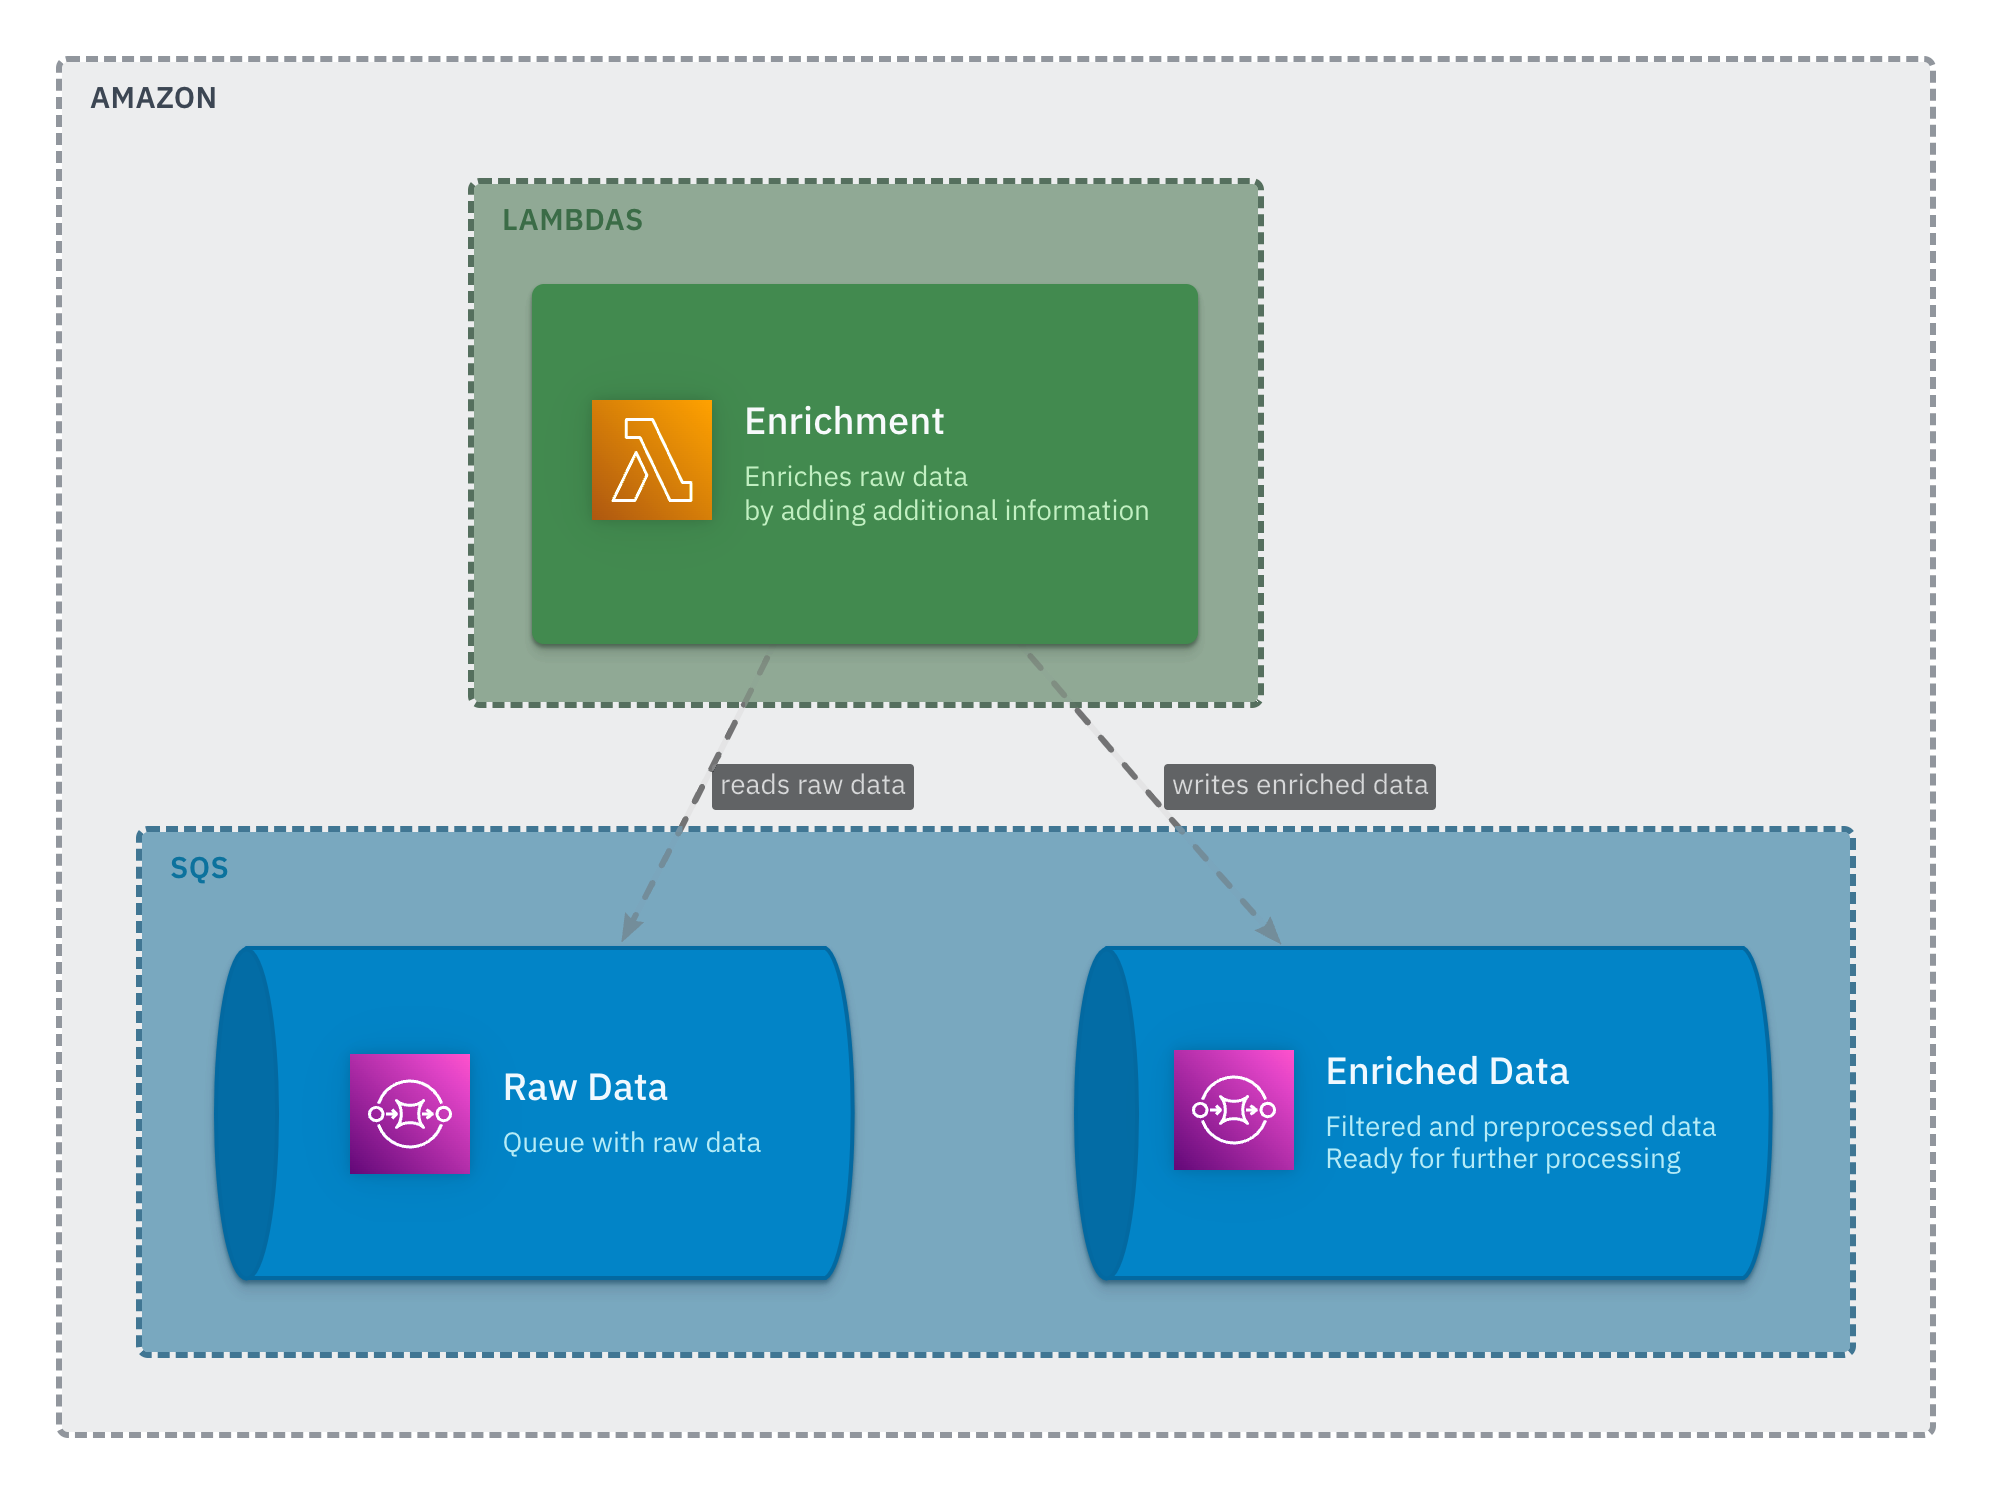 AMAZON
LAMBDAS
Enrichment
Enriches raw data
by adding additional information
reads raw data
writes enriched data
SQS
Raw Data
Queue with raw data
Enriched Data
Filtered and preprocessed data
Ready for further processing